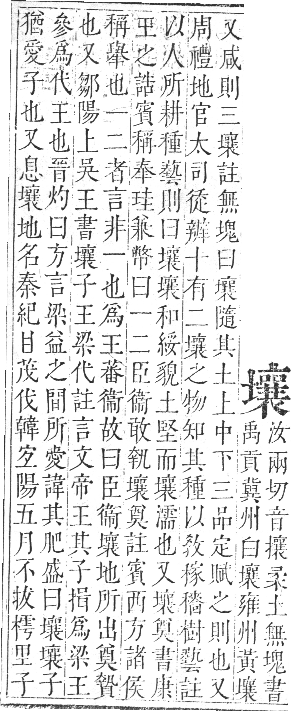 壤
汝兩切音攘柔土無塊書
禹貢冀州白壤雍州黃壤
又咸則三壤註無塊曰壤隨其土上中下三品定賦之則也又
周禮地官太司徒辨十有二壤之物知其種以敎稼穡樹藝註
以人所耕種藝則曰壤壤和綏貌土堅而壤濡也又壤奠書康
王之誥賓稱奉珪兼幣曰一二臣衞敢執壤奠註賓西方諸侯
稱舉也一二者言非一也爲王蕃衞故曰臣衞壤地所出奠贄
也又鄒陽上吳王書壤子王梁代註言文帝王其子揖爲梁王
參爲代王也晉灼曰方言梁益之間所愛諱其肥盛曰壤壤子
猶愛子也又息壤地名秦紀甘茂伐韓宐陽五月不拔樗里子